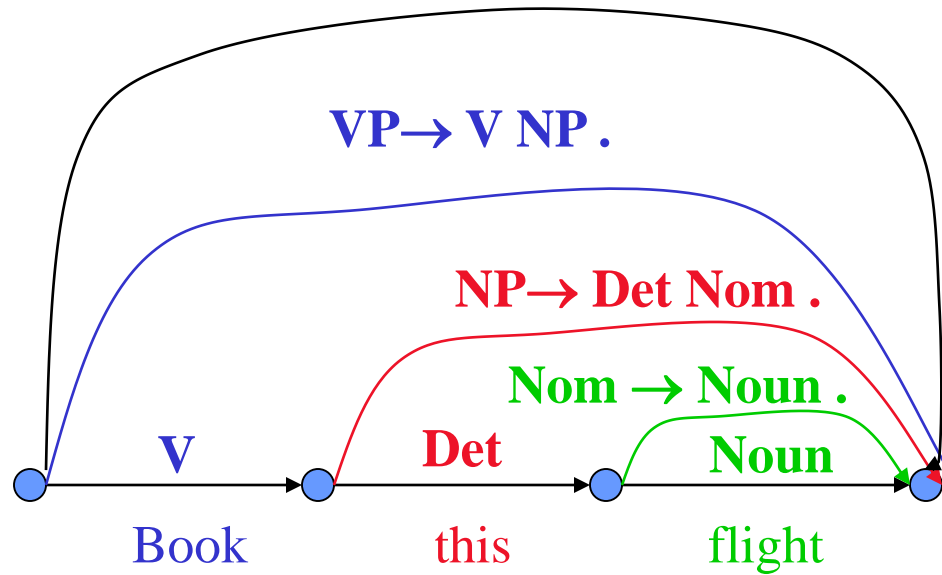 VP→ V NP .
NP→ Det Nom .
Nom → Noun .
V Det Noun
Book this flight